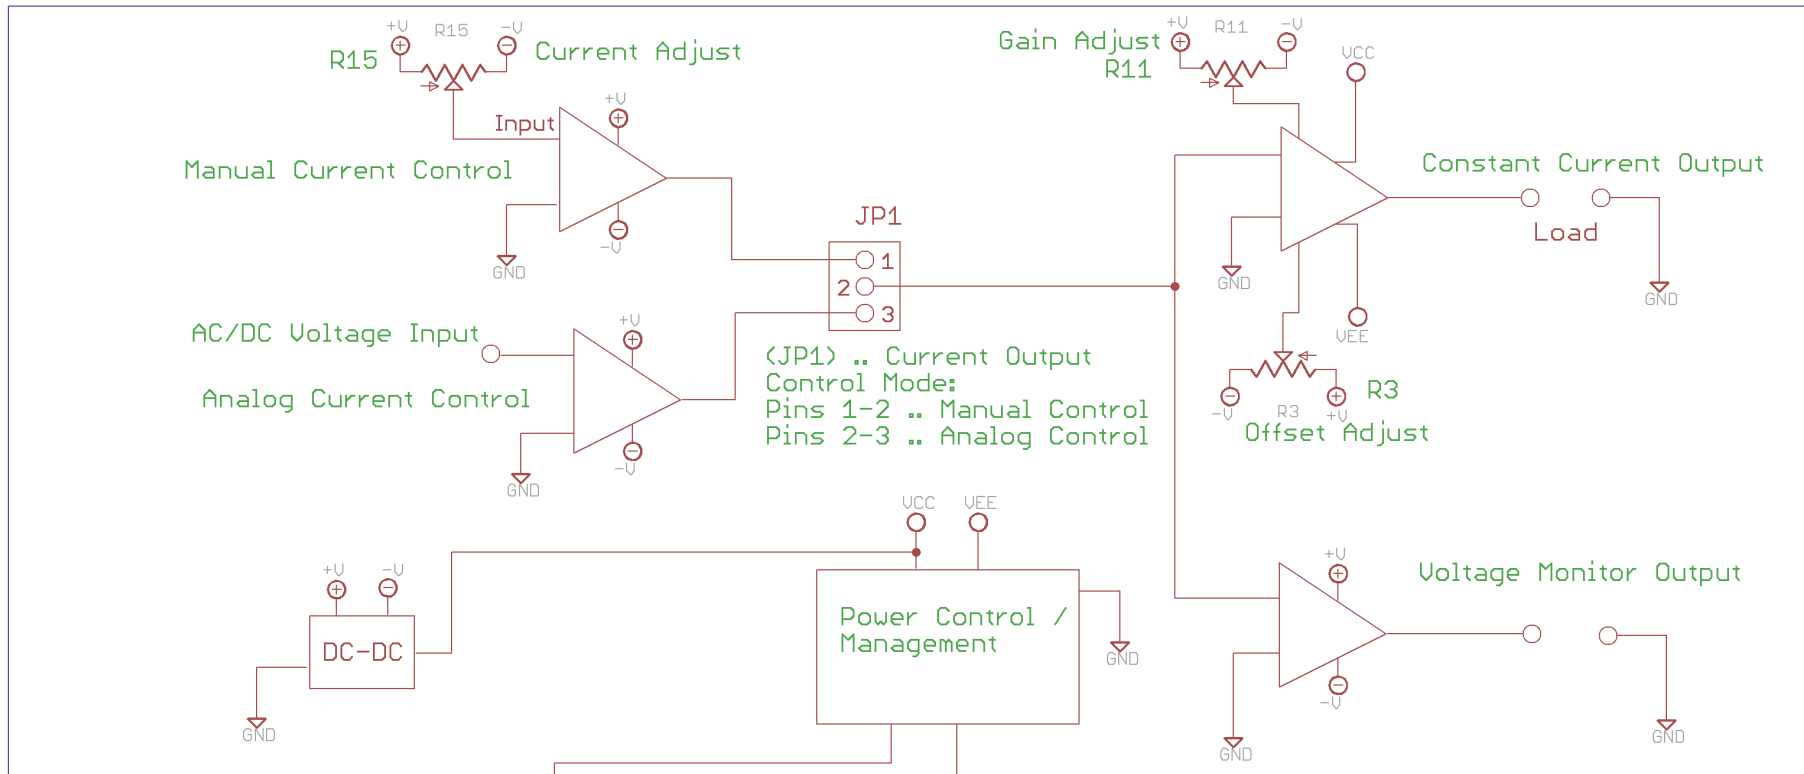 +V R15 -V
R15
Current Adjust
Input
+V
Manual Current Control
-V
GND
AC/DC Voltage Input
+V
Analog Current Control
-V
GND
JP1
1
2
3
(JP1) .. Current Output
Control Mode:
Pins 1-2 .. Manual Control
Pins 2-3 .. Analog Control
+V R11 -V
Gain Adjust
R11
VCC
Constant Current Output
Load
GND
GND
VEE
R3
-V R3 +V
Offset Adjust
VCC VEE
+V -V
DC-DC
GND
Power Control /
Management
GND
+V
Voltage Monitor Output
-V
GND
GND